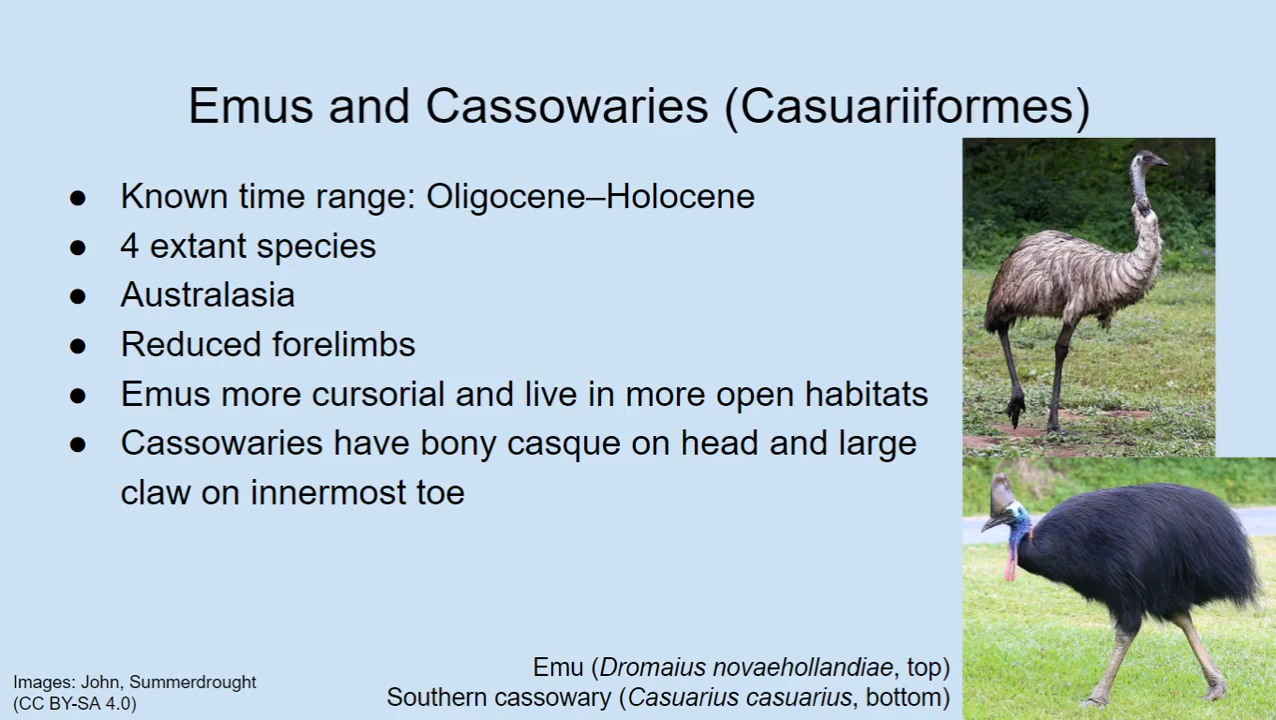 Emus and Cassowaries (Casuariiformes)
● Known time range: Oligocene–Holocene
● 4 extant species
● Australasia
● Reduced forelimbs
● Emus more cursorial and live in more open habitats
● Cassowaries have bony casque on head and large
claw on innermost toe
Images: John, Summerdrought
(CC BY-SA 4.0)
Emu (Dromaius novaehollandiae, top)
Southern cassowary (Casuarius casuarius, bottom)